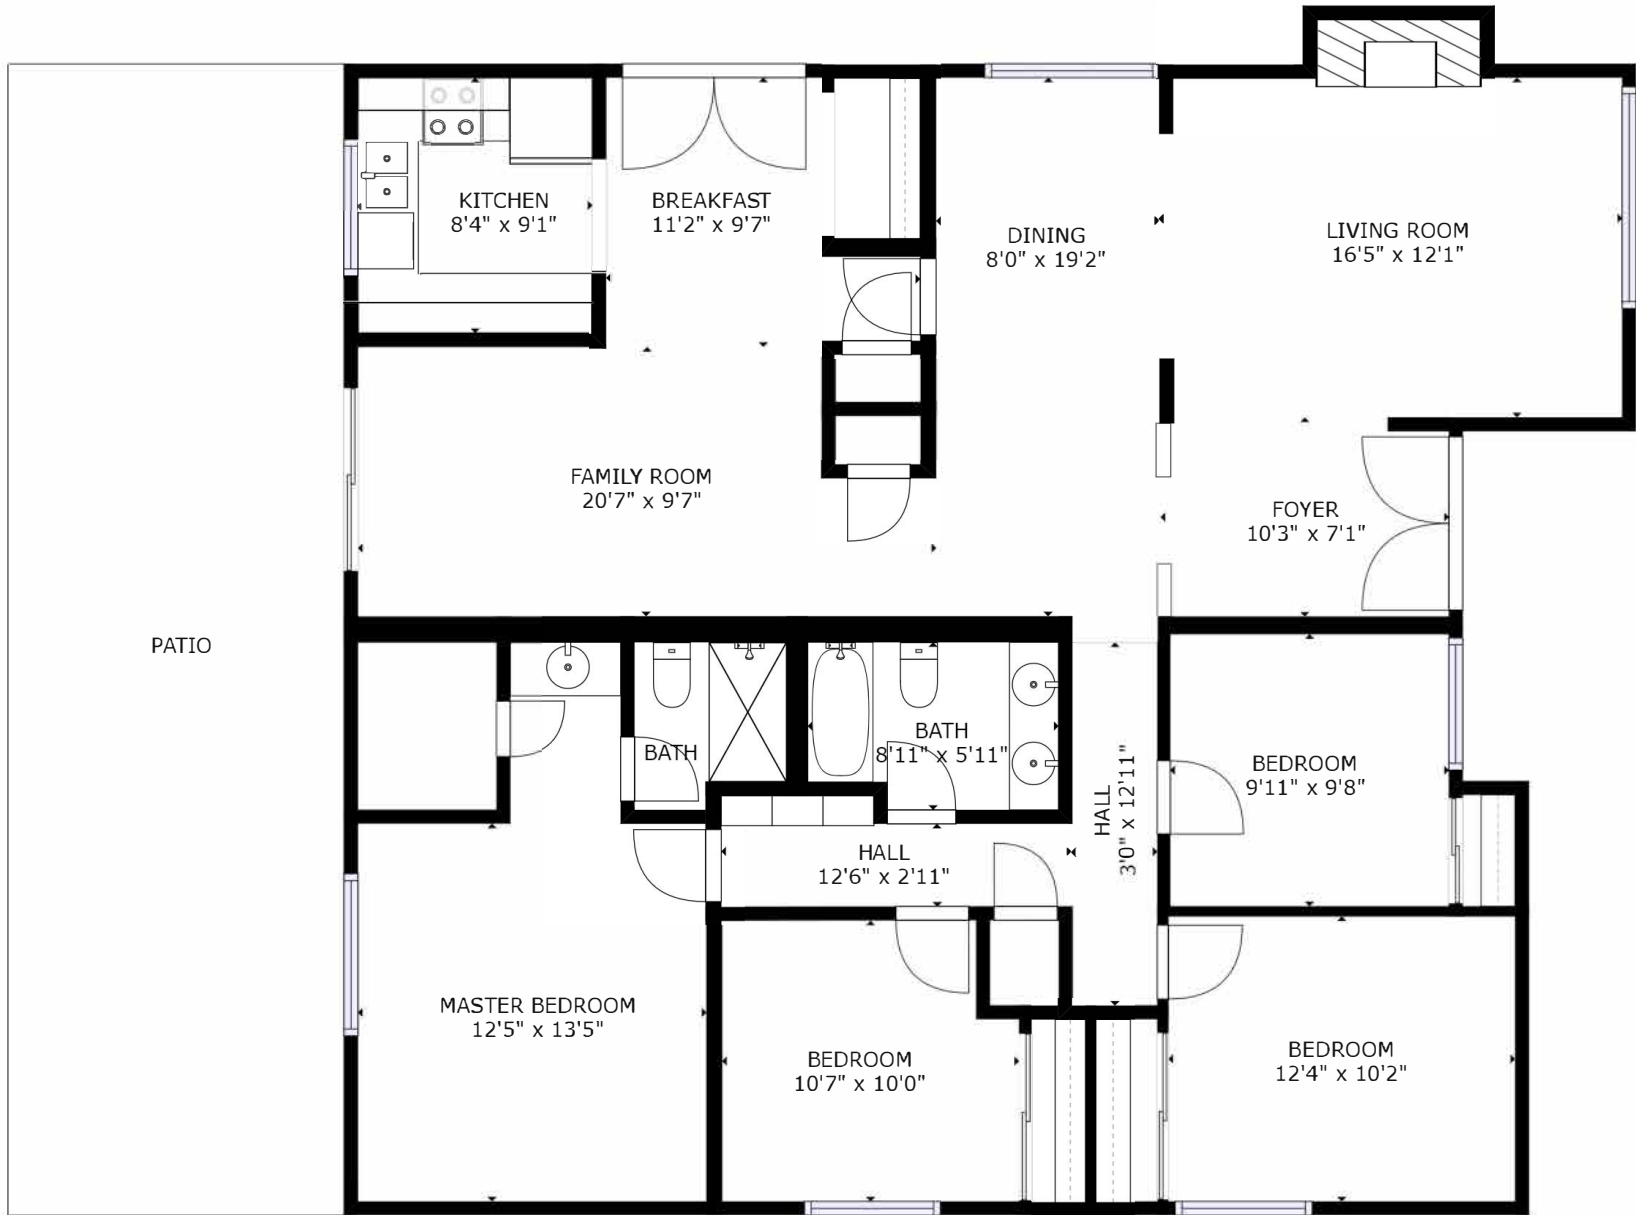 KITCHEN
8'4" x 9'1"
BREAKFAST
11'2" x 9'7"
DINING
8'0" x 19'2"
LIVING ROOM
16'5" x 12'1"
FAMILY ROOM
20'7" x 9'7"
FOYER
10'3" x 7'1"
PATIO
BATH
BATH
8'11" x 5'11"
HALL
3'0" x 12'11"
BEDROOM
9'11" x 9'8"
HALL
12'6" x 2'11"
MASTER BEDROOM
12'5" x 13'5"
BEDROOM
10'7" x 10'0"
BEDROOM
12'4" x 10'2"